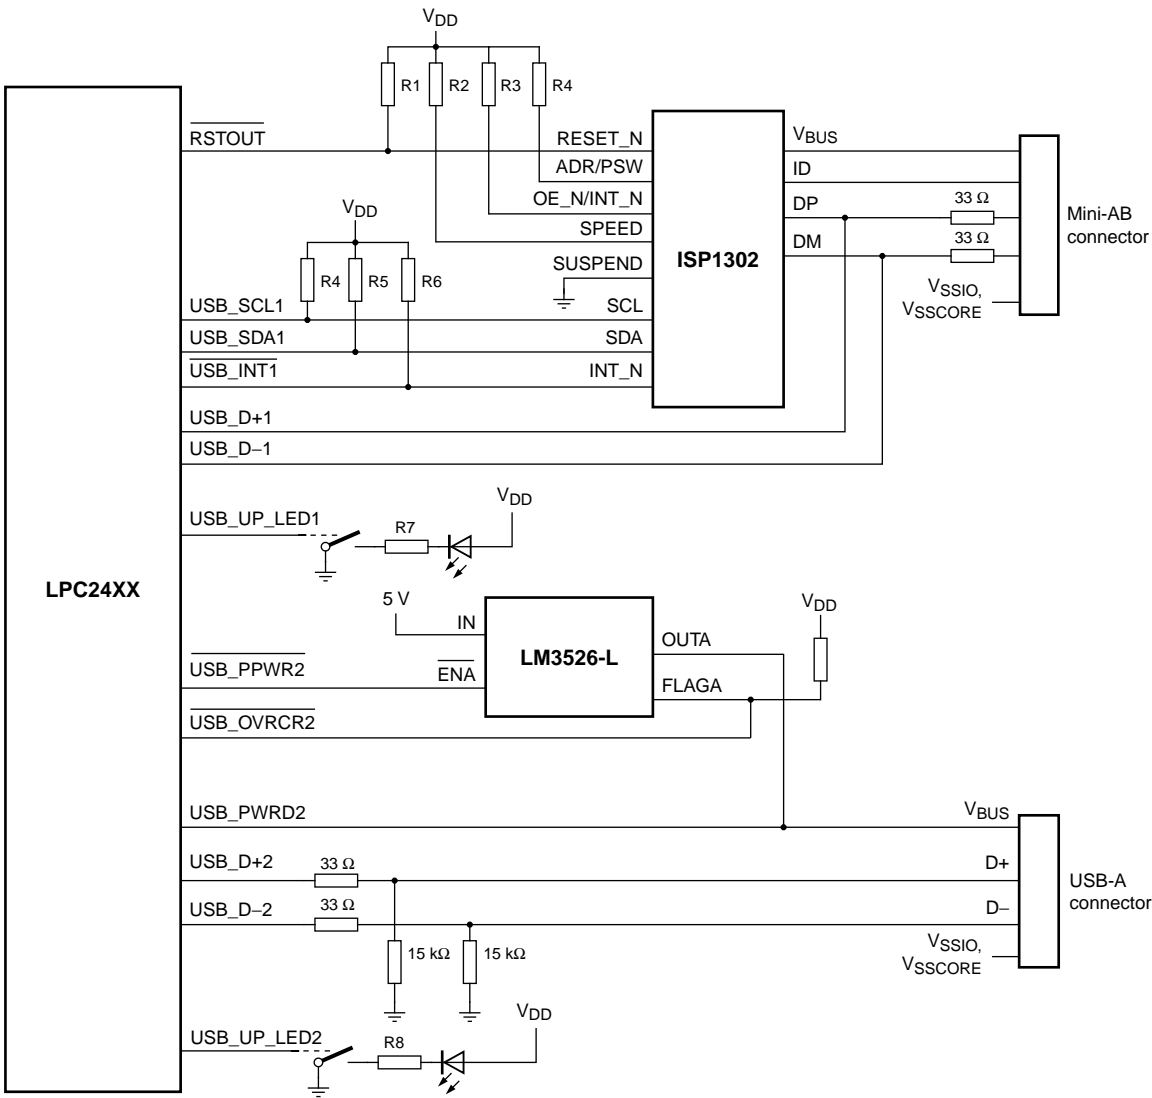 VDD
R1 R2 R3 R4
RSTOUT
RESET_N
VBUS
ADR/PSW
ID
OE_N/INT_N
DP
33 Ω
Mini-AB
connector
VDD
SPEED
DM
33 Ω
ISP1302
SUSPEND
R4 R5 R6
VSSIO,
VSSCORE
USB_SCL1
SCL
USB_SDA1
SDA
USB_INT1
INT_N
USB_D+1
USB_D−1
VDD
USB_UP_LED1
R7
LPC24XX
5 V
VDD
IN
OUTA
LM3526-L
USB_PPWR2
ENA
FLAGA
USB_OVRCR2
USB_PWRD2
VBUS
USB_D+2
33 Ω
D+
USB-A
connector
USB_D−2
33 Ω
D−
15 kΩ
15 kΩ
VSSIO,
VSSCORE
VDD
USB_UP_LED2
R8